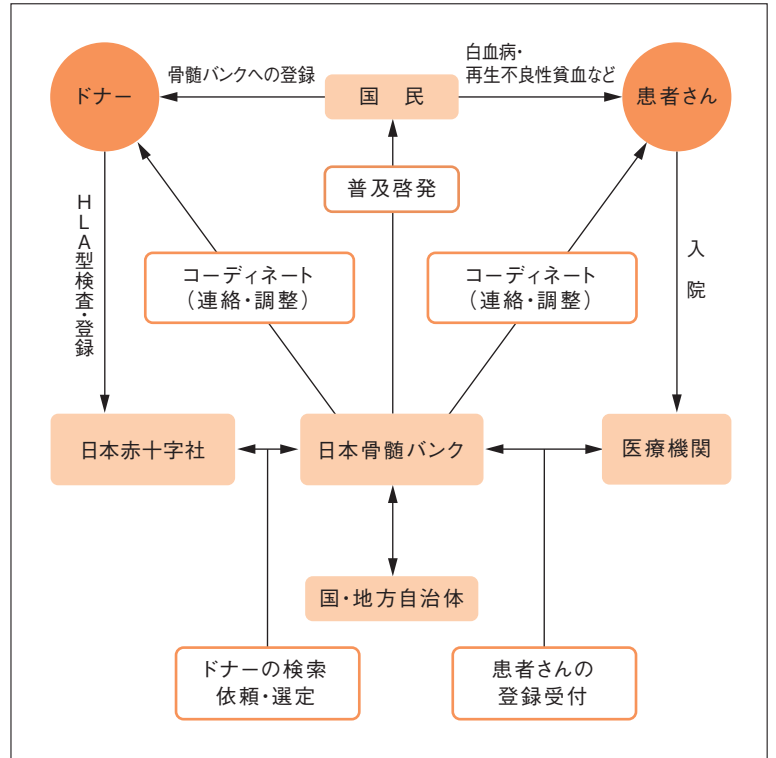 白血病・
再生不良性貧血など
骨髄バンクへの登録
ドナー
国 民
患者さん
普及啓発
HLA型検査・登録
コーディネート
（連絡・調整）
コーディネート
（連絡・調整）
入院
日本赤十字社
日本骨髄バンク
医療機関
国・地方自治体
ドナーの検索
依頼・選定
患者さんの
登録受付